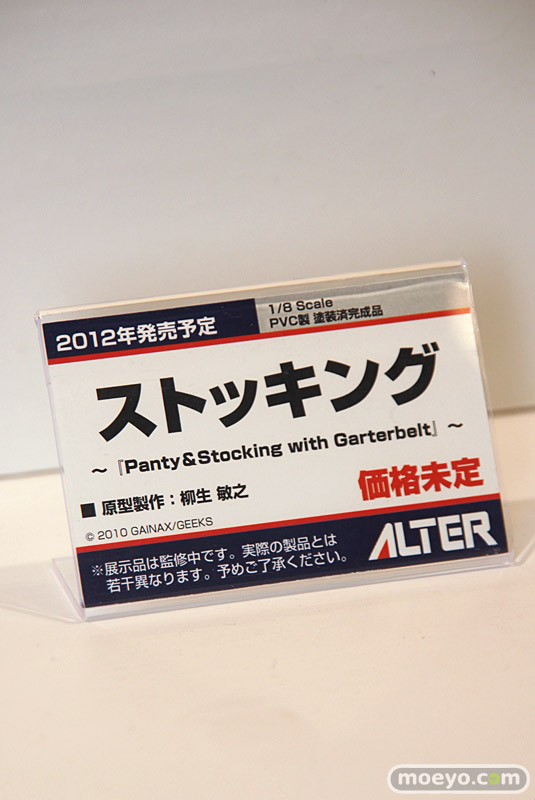 2012年発売予定
1/8 Scale
PVC製 塗装済完成品
ストッキング
～『Panty&Stocking with Garterbelt』～
■ 原型製作：柳生 敏之
価格未定
© 2010 GAINAX/GEEKS
※展示品は監修中です。実際の製品とは
若干異なります。予めご了承ください。
ALTER
moeyo.com